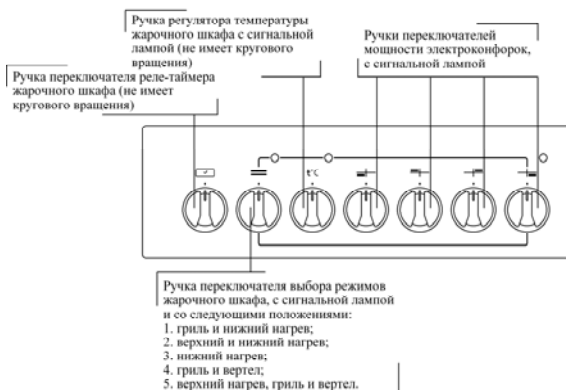 Ручка регулятора температуры
жарочного шкафа с сигнальной
лампой (не имеет кругового
вращения)
Ручки переключателей
мощности электроконфорок,
с сигнальной лампой
Ручка переключателя реле-таймера
жарочного шкафа (не имеет
кругового вращения)
t°C
Ручка переключателя выбора режимов
жарочного шкафа, с сигнальной лампой
и со следующими положениями:
1. гриль и нижний нагрев;
2. верхний и нижний нагрев;
3. нижний нагрев;
4. гриль и вертел;
5. верхний нагрев, гриль и вертел.